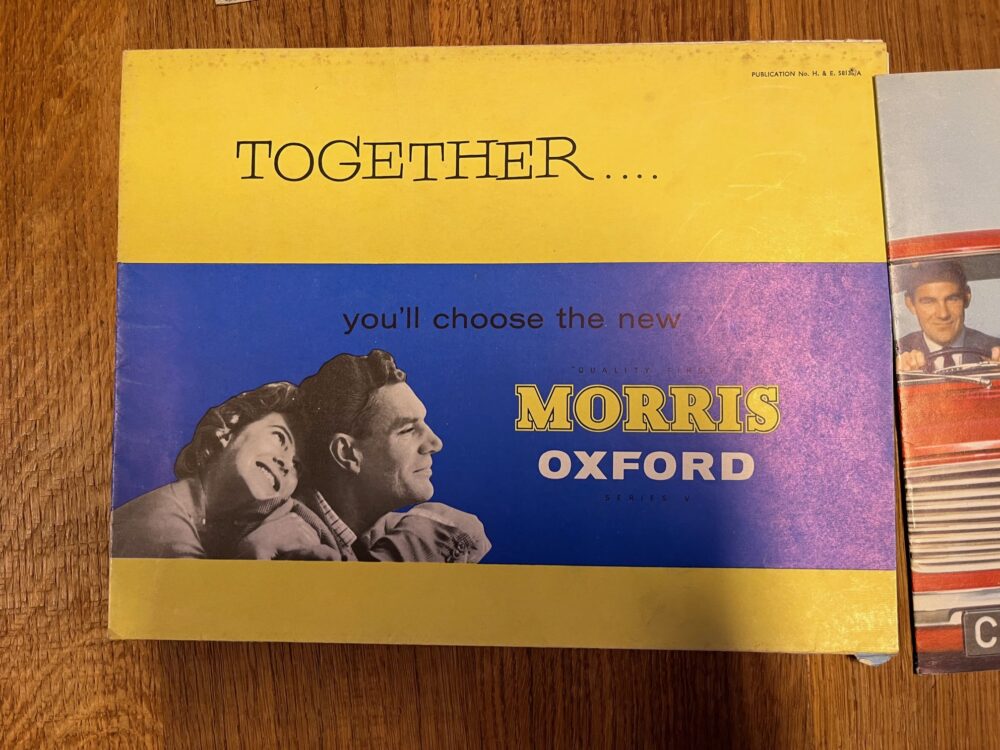 PUBLICATION No. H. & E.
TOGETHER....
you'll choose the new
"QUALITY FIRST"
MORRIS
OXFORD
SERIES V
C